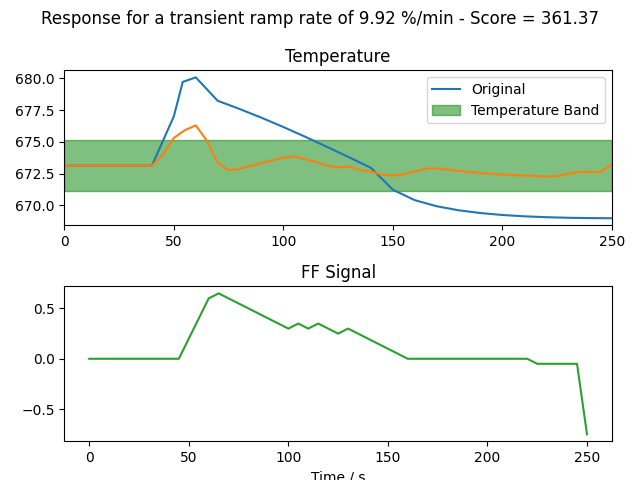 Response for a transient ramp rate of 9.92 %/min - Score = 361.37
Temperature
680.0
677.5
675.0
672.5
670.0
Original
Temperature Band
0 50 100 150 200 250
FF Signal
0.5
0.0
−0.5
0 50 100 150 200 250
Time / s